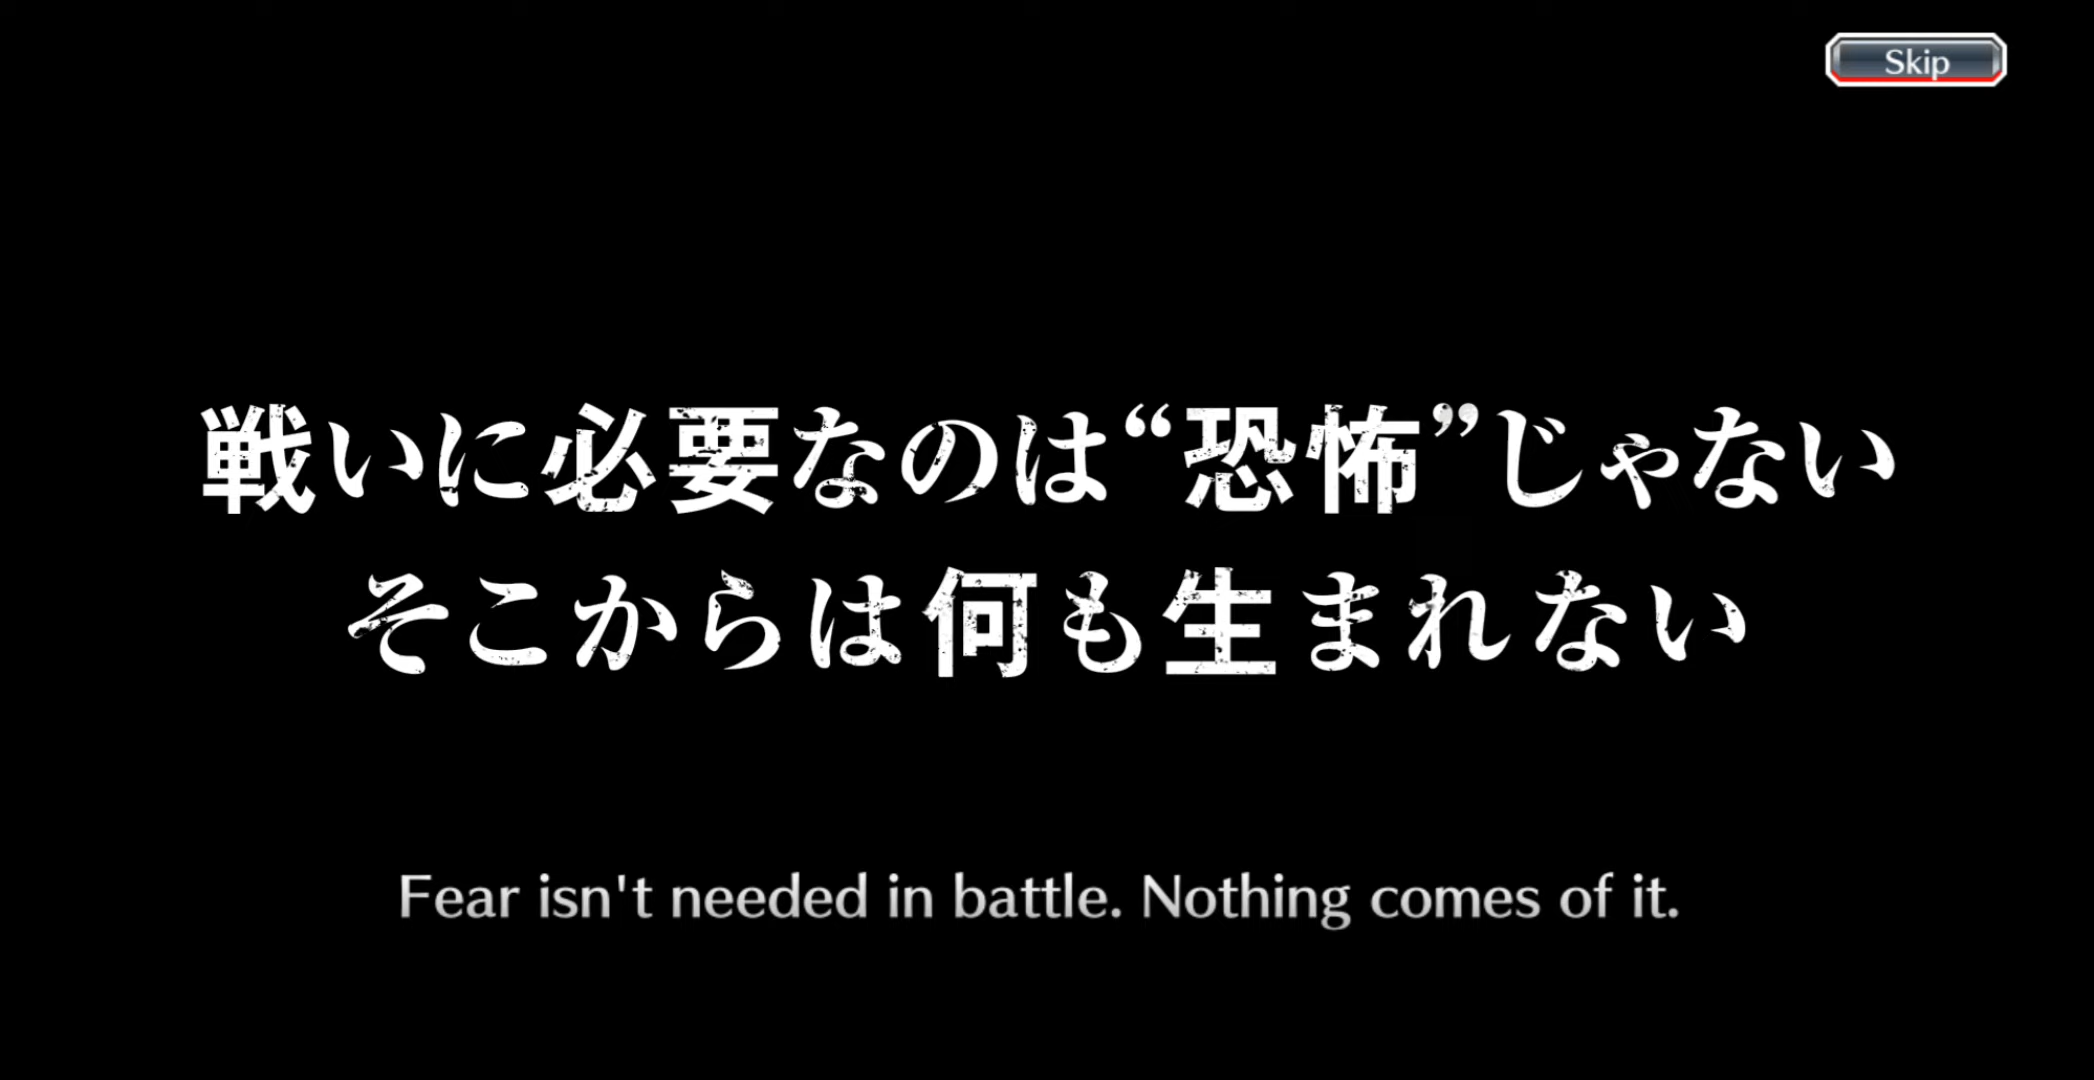 Skip
戦いに必要なのは“恐怖”じゃない
そこからは何も生まれない
Fear isn't needed in battle. Nothing comes of it.